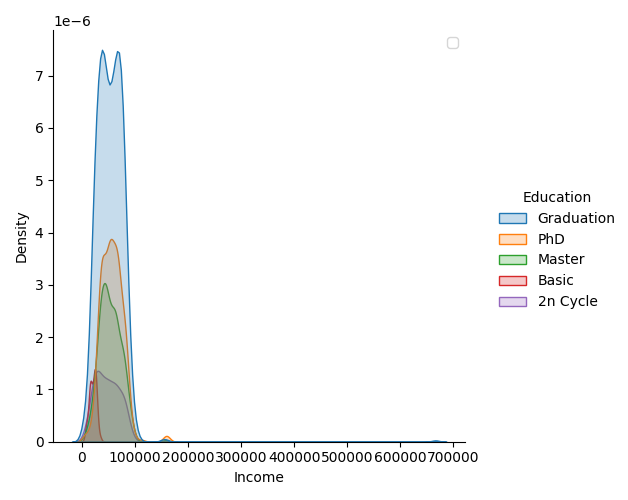 1e−6
7
6
5
4
3
2
1
0
Density
0 100000 200000 300000 400000 500000 600000 700000
Income
Education
Graduation
PhD
Master
Basic
2n Cycle